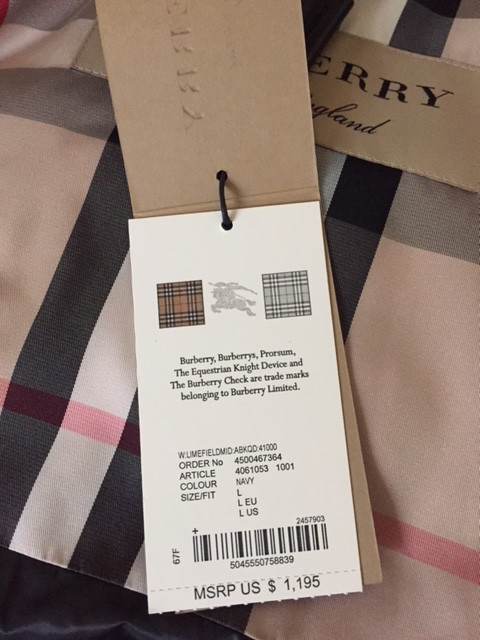 ERRY
England
Burberry, Burberrys, Prorsum,
The Equestrian Knight Device and
The Burberry Check are trade marks
belonging to Burberry Limited.
W:LIMEFIELDMID:ABKQD:41000
ORDER No 4500467364
ARTICLE 4061053 1001
COLOUR NAVY
SIZE/FIT L
L EU
L US
2457903
67F
5045550758839
MSRP US $ 1,195